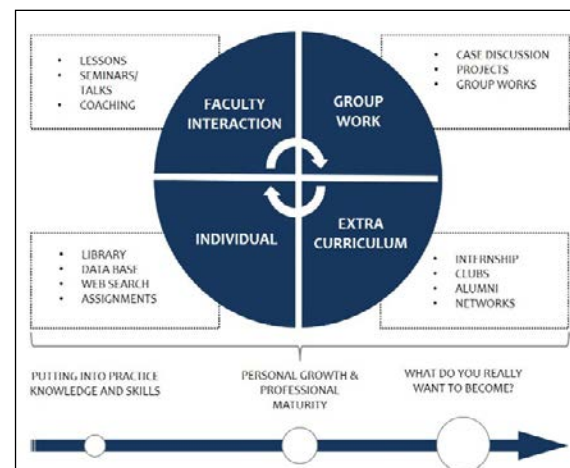 • LESSONS
• SEMINARS/
TALKS
• COACHING
FACULTY
INTERACTION
GROUP
WORK
• CASE DISCUSSION
• PROJECTS
• GROUP WORKS
• LIBRARY
• DATA BASE
• WEB SEARCH
• ASSIGNMENTS
INDIVIDUAL
EXTRA
CURRICULUM
• INTERNSHIP
• CLUBS
• ALUMNI
• NETWORKS
PUTTING INTO PRACTICE
KNOWLEDGE AND SKILLS
PERSONAL GROWTH &
PROFESSIONAL
MATURITY
WHAT DO YOU REALLY
WANT TO BECOME?